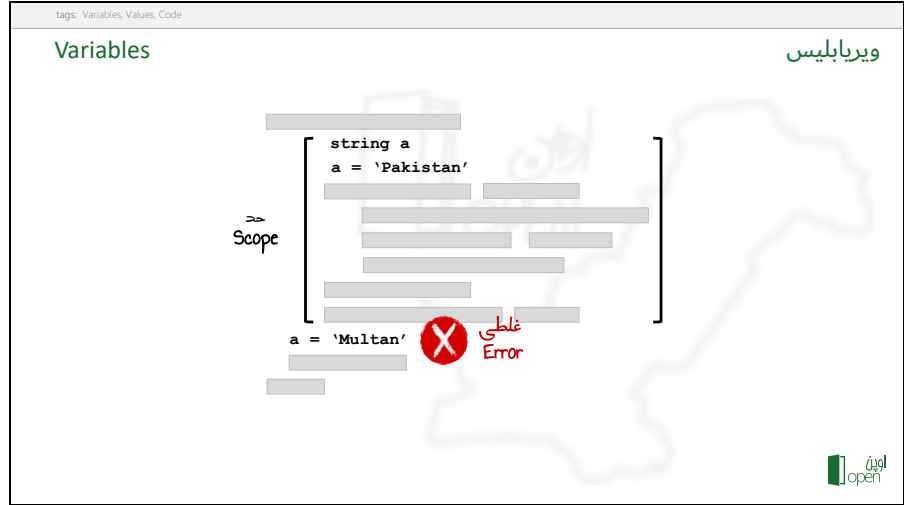 tags: Variables, Values, Code
Variables
ویریابلیس
string a
a = ‘Pakistan’
حد
Scope
a = ‘Multan’
X
غلطی
Error
اوپن
open